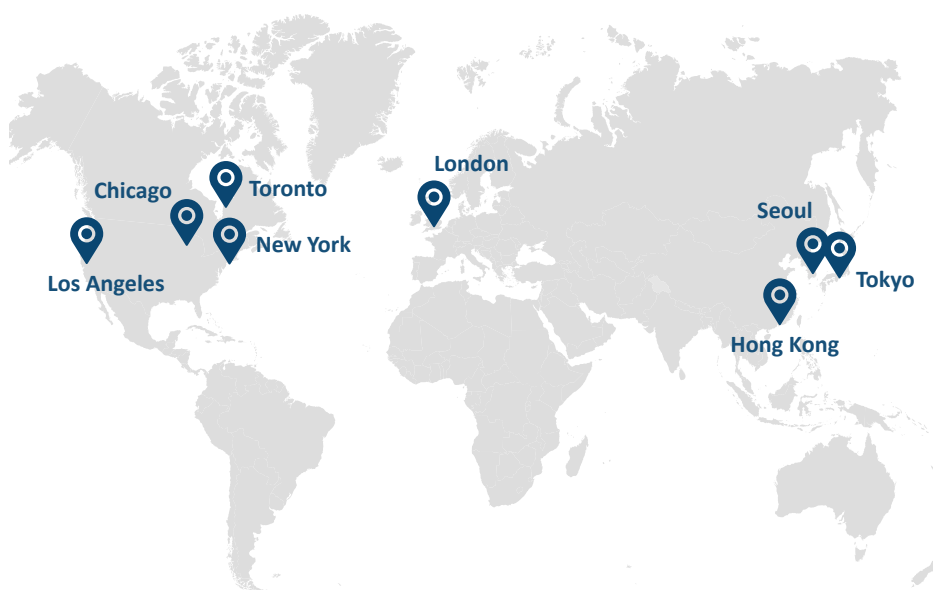 London
Chicago
Toronto
Seoul
New York
Los Angeles
Tokyo
Hong Kong